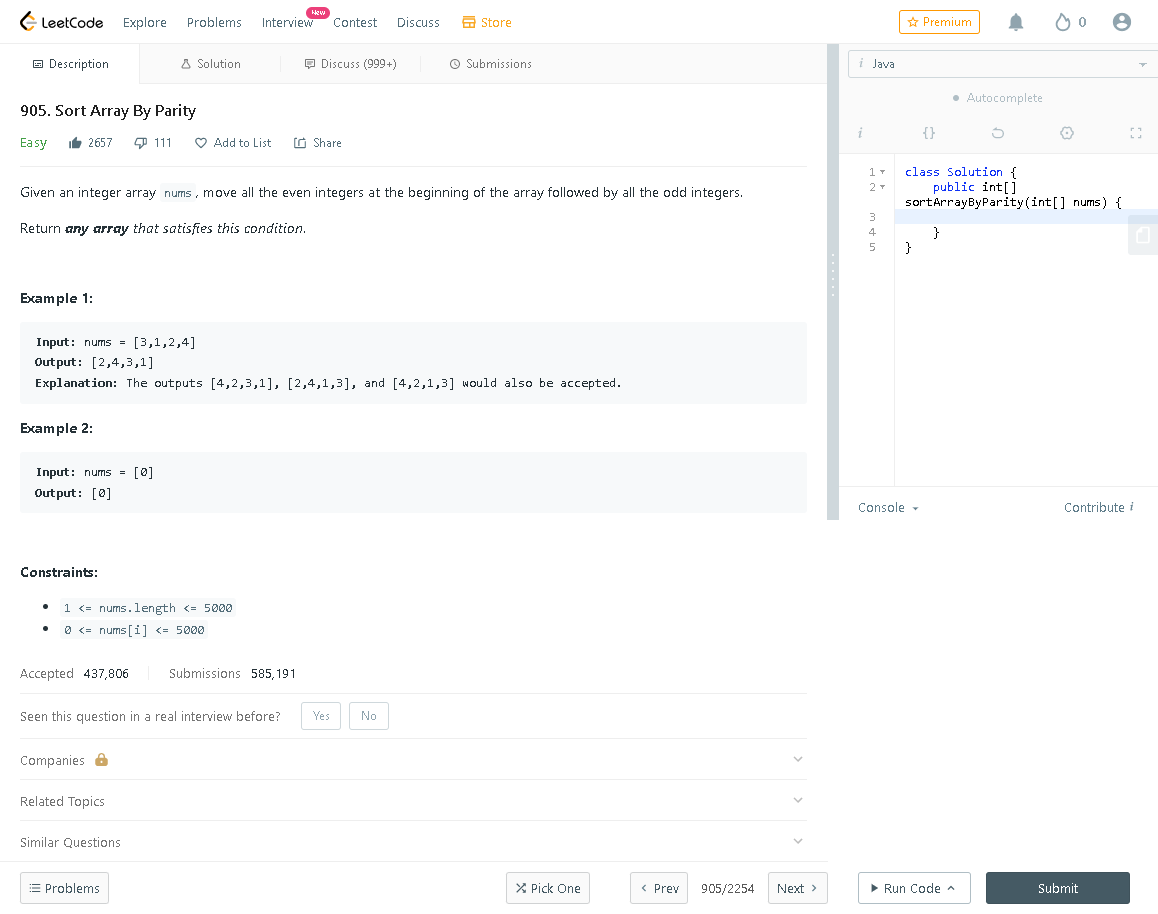 LeetCode Explore Problems Interview New Contest Discuss Store Premium 0
Description Solution Discuss (999+) Submissions
i Java
Autocomplete
i {}
905. Sort Array By Parity
Easy 2657 111 Add to List Share
Given an integer array nums, move all the even integers at the beginning of the array followed by all the odd integers.
Return any array that satisfies this condition.
Example 1:
Input: nums = [3,1,2,4]
Output: [2,4,3,1]
Explanation: The outputs [4,2,3,1], [2,4,1,3], and [4,2,1,3] would also be accepted.
Example 2:
Input: nums = [0]
Output: [0]
Constraints:
1 <= nums.length <= 5000
0 <= nums[i] <= 5000
Accepted 437,806 Submissions 585,191
Seen this question in a real interview before? Yes No
Companies
Related Topics
Similar Questions
Problems Pick One Prev 905/2254 Next
1 class Solution {
2 public int[]
sortArrayByParity(int[] nums) {
3
4 }
5 }
Console Contribute i
Run Code Submit